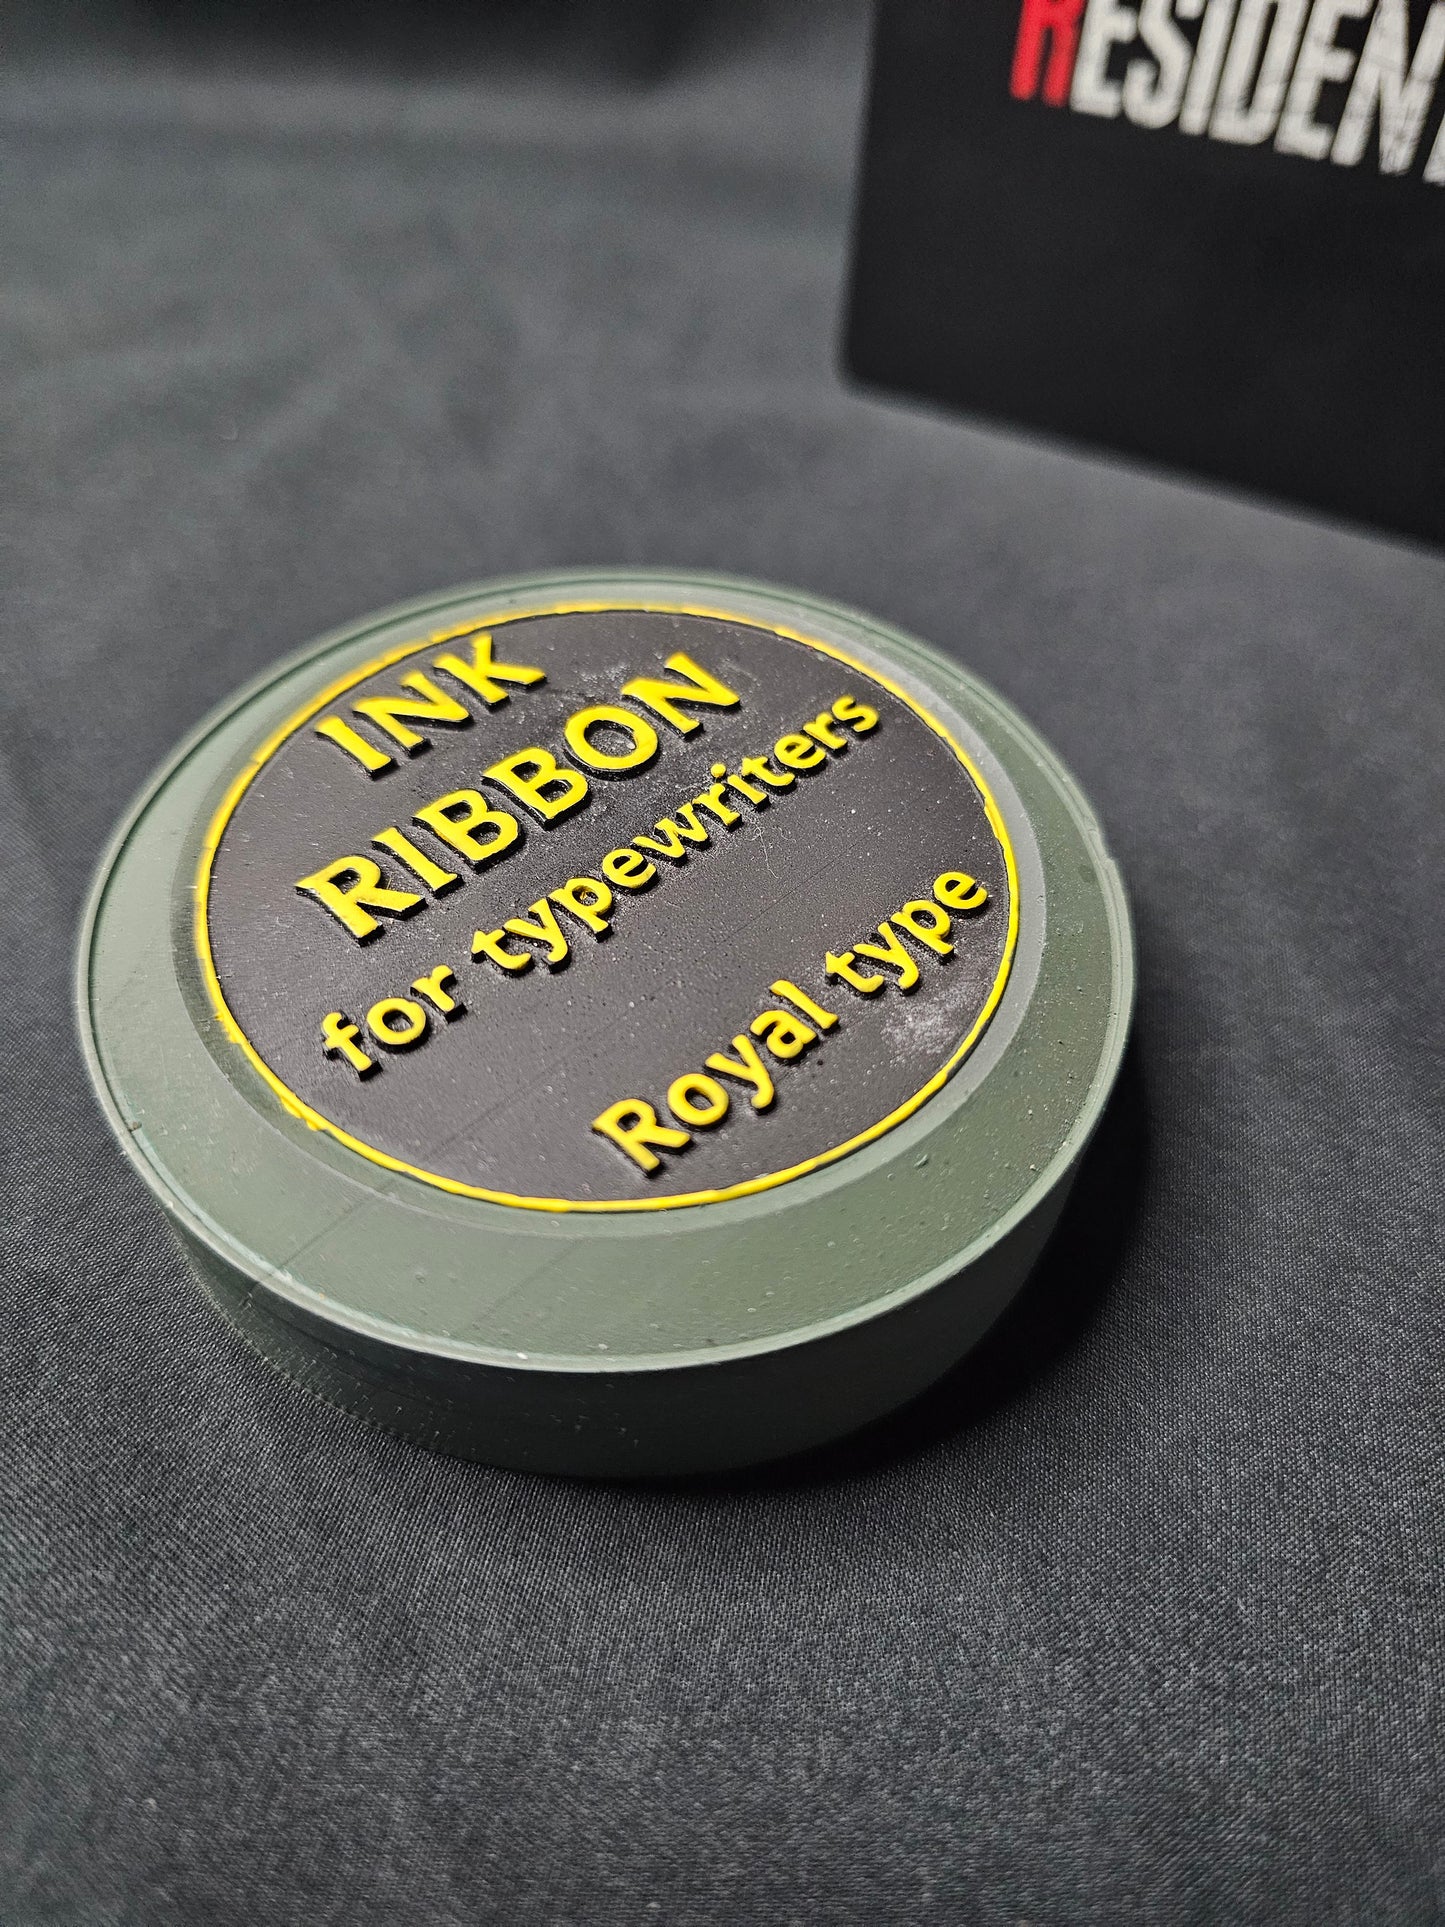 RESIDENT
INK
RIBBON
for typewriters
Royal type